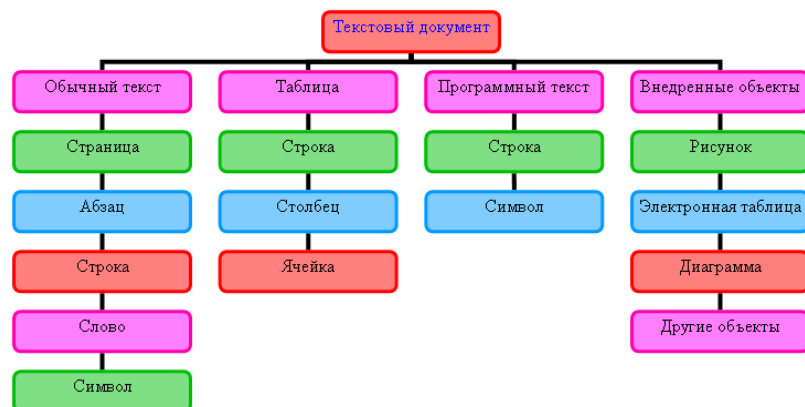 Текстовый документ
Обычный текст
Таблица
Программный текст
Внедренные объекты
Страница
Строка
Строка
Рисунок
Абзац
Столбец
Символ
Электронная таблица
Строка
Ячейка
Диаграмма
Слово
Другие объекты
Символ